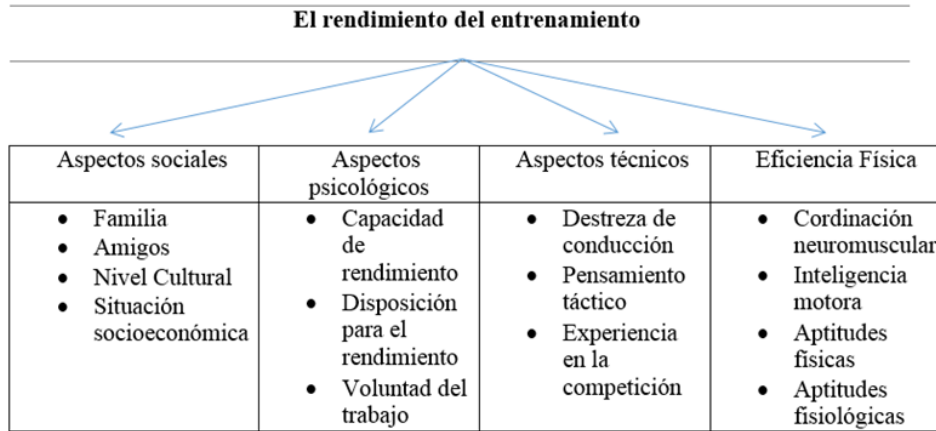 El rendimiento del entrenamiento
Aspectos sociales
Aspectos
psicológicos
Aspectos técnicos
Eficiencia Física
• Familia
• Amigos
• Nivel Cultural
• Situación
socioeconómica
• Capacidad
de
rendimiento
• Disposición
para el
rendimiento
• Voluntad del
trabajo
• Destreza de
conducción
• Pensamiento
táctico
• Experiencia
en la
competición
• Cordinación
neuromuscular
• Inteligencia
motora
• Aptitudes
físicas
• Aptitudes
fisiológicas